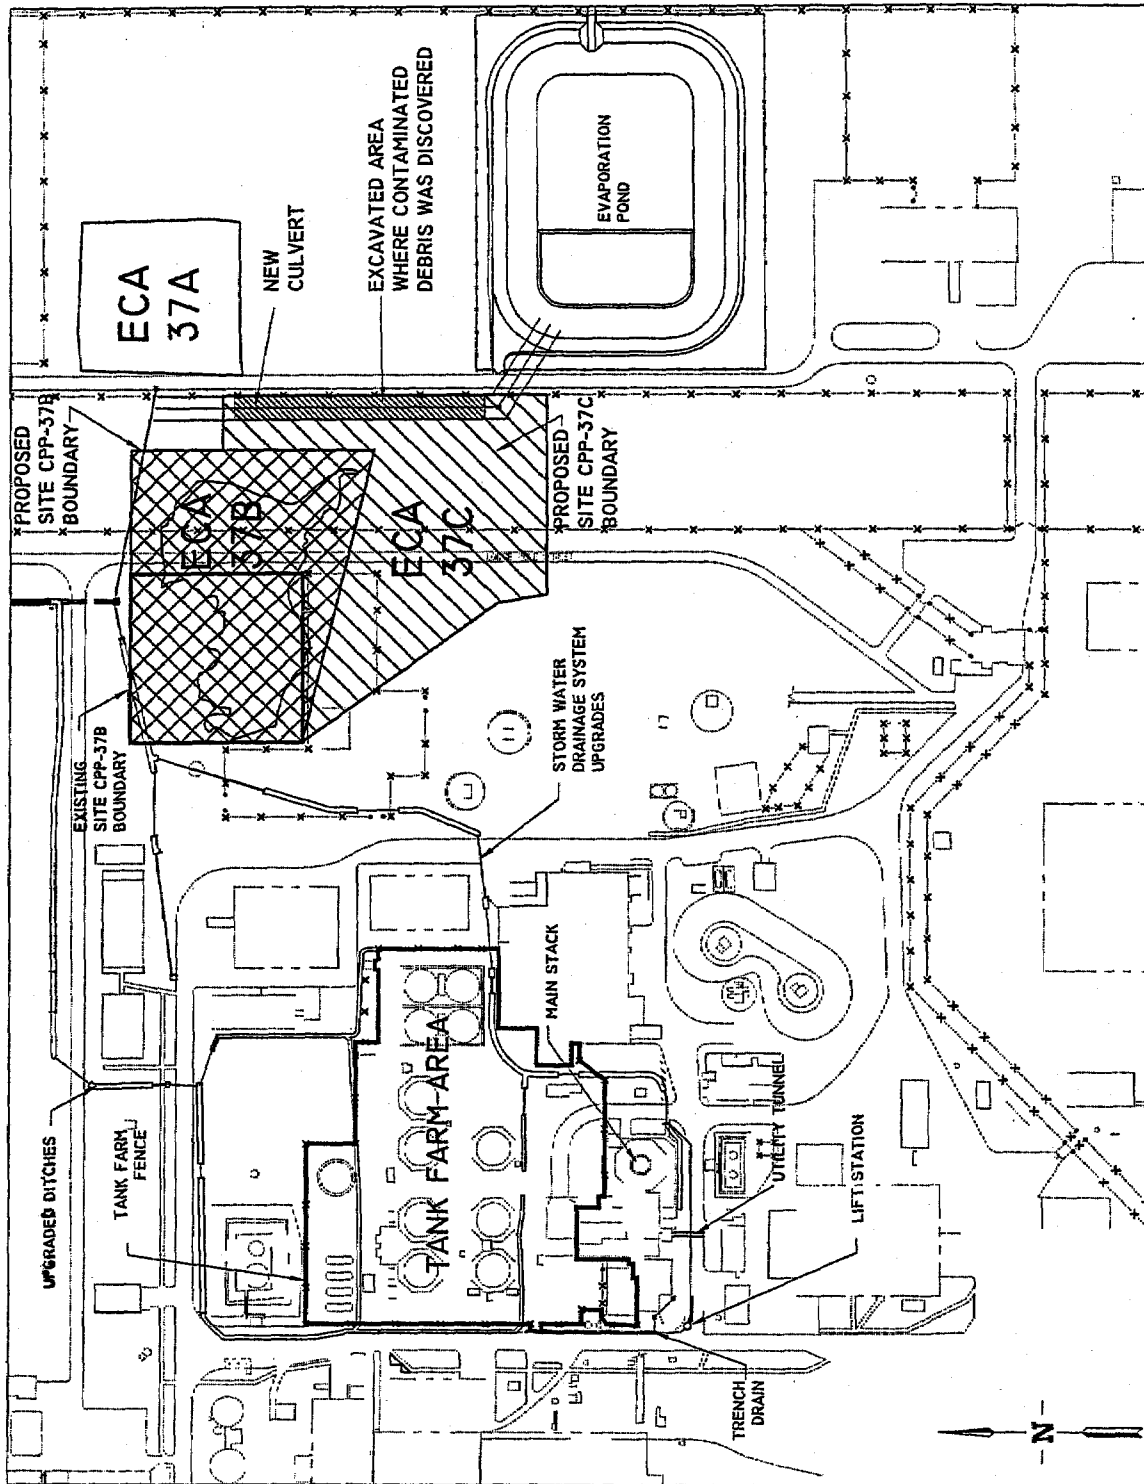 ECA
37A
NEW
CULVERT
EXCAVATED AREA
WHERE CONTAMINATED
DEBRIS WAS DISCOVERED
EVAPORATION
POND
PROPOSED
SITE CPP-37B
BOUNDARY
ECA
37B
ECA
37C
PROPOSED
SITE CPP-37C
BOUNDARY
EXISTING
SITE CPP-37B
BOUNDARY
STORM WATER
DRAINAGE SYSTEM
UPGRADES
MAIN STACK
UPGRADED DITCHES
TANK FARM
FENCE
TANK FARM AREA
UTILITY TUNNEL
LIFT STATION
TRENCH
DRAIN
N